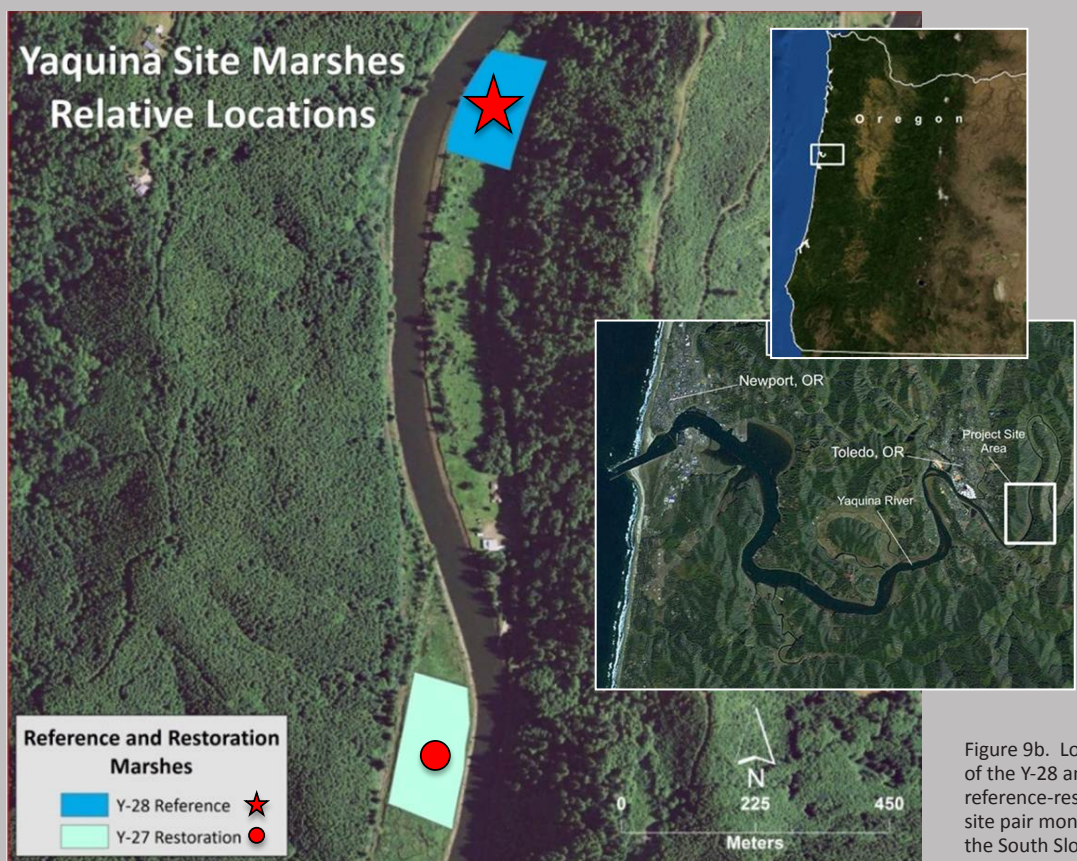 Yaquina Site Marshes
Relative Locations
Oregon
Newport, OR
Toledo, OR
Project Site
Area
Yaquina River
Reference and Restoration
Marshes
Y-28 Reference
Y-27 Restoration
N
0 225 450
Meters
Figure 9b. Lo
of the Y-28 an
reference-res
site pair mon
the South Slo